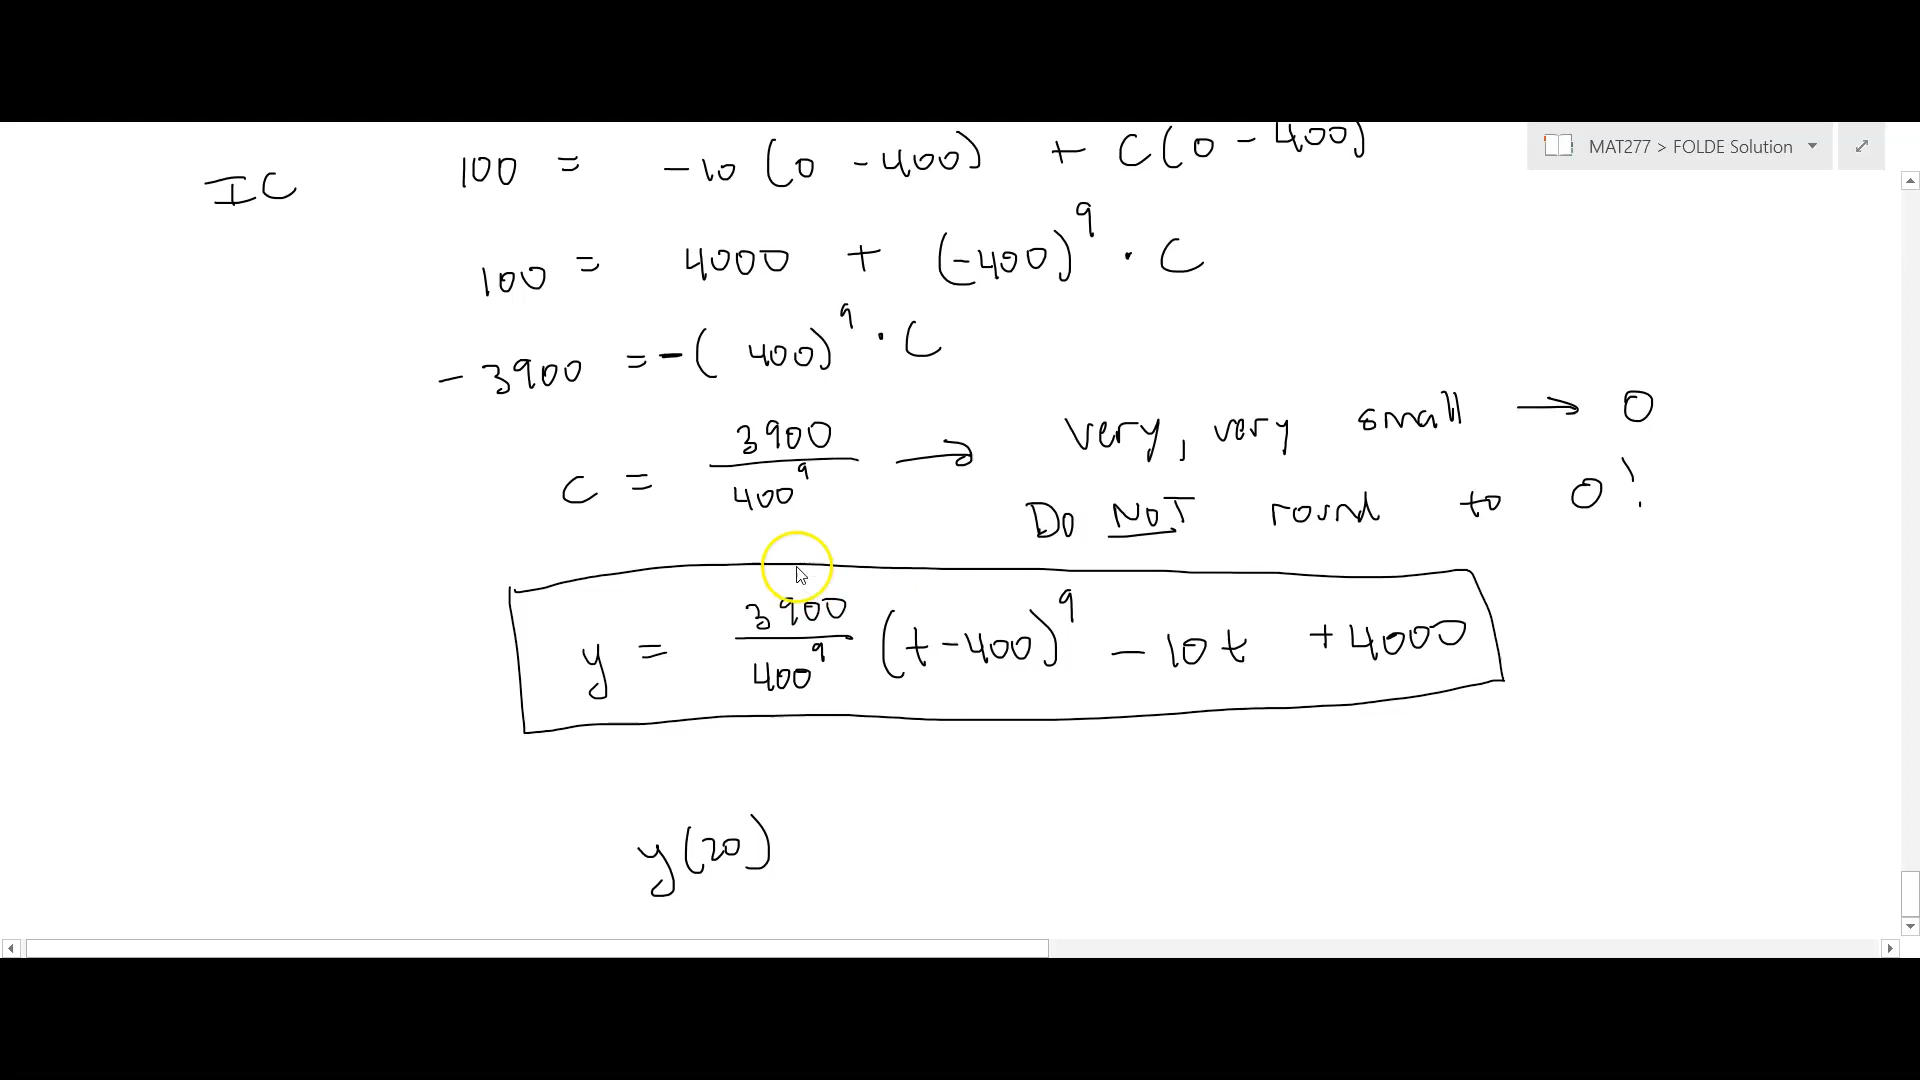 MAT277 > FOLDE Solution
IC 100 = -10 (0 - 400) + C(0 - 400)
100 = 4000 + (-400)^9 · C
- 3900 = -( 400)^9 · C
C = 3900/400^9 → very, very small → 0
Do NOT round to 0!
y = 3900/400^9 (t-400)^9 - 10t + 4000
y(20)